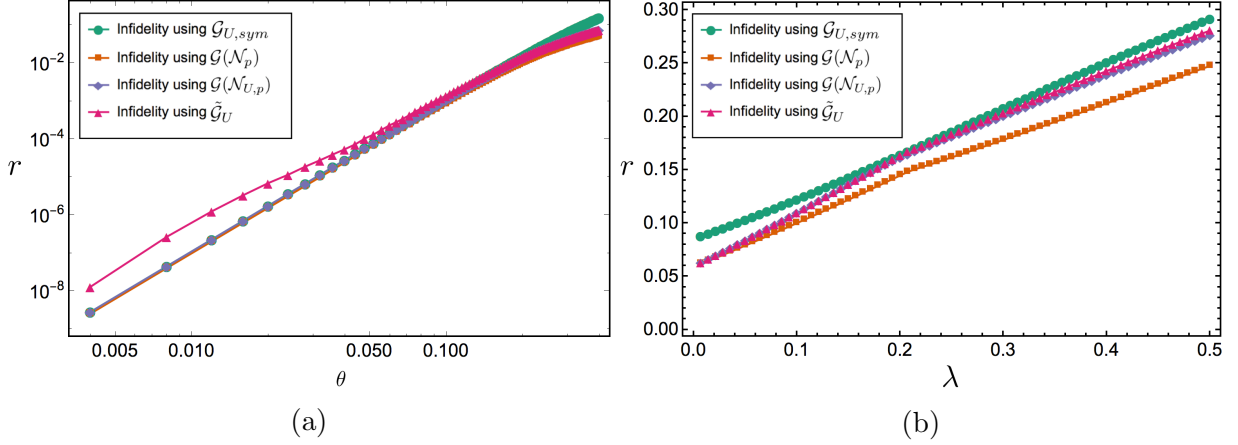 Infidelity using 𝒢_{U,sym}
Infidelity using 𝒢(𝒩_p)
Infidelity using 𝒢(𝒩_{U,p})
Infidelity using 𝒢̃_U
10^{-2}
10^{-4}
10^{-6}
10^{-8}
r
0.005 0.010 0.050 0.100
θ
(a)
Infidelity using 𝒢_{U,sym}
Infidelity using 𝒢(𝒩_p)
Infidelity using 𝒢(𝒩_{U,p})
Infidelity using 𝒢̃_U
0.30
0.25
0.20
0.15
0.10
0.05
0.00
r
0.0 0.1 0.2 0.3 0.4 0.5
λ
(b)